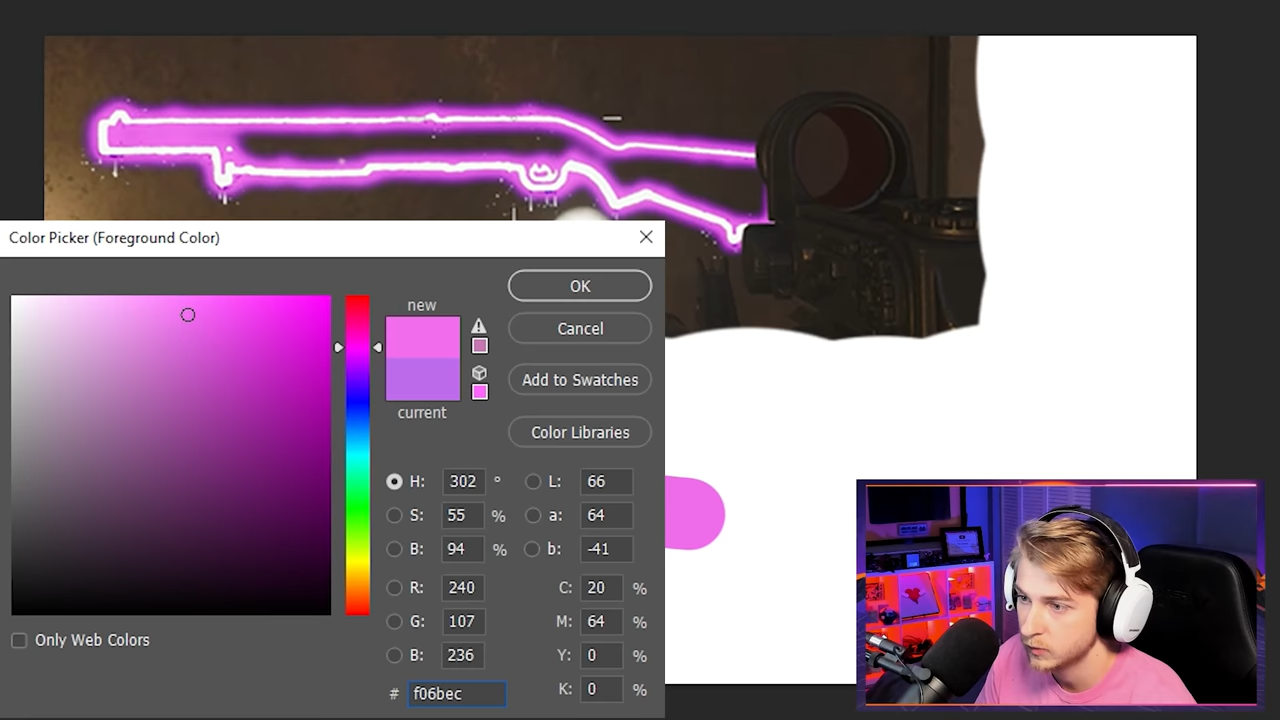 Color Picker (Foreground Color)
new
current
OK
Cancel
Add to Swatches
Color Libraries
H: 302 °
S: 55 %
B: 94 %
R: 240
G: 107
B: 236
# f06bec
L: 66
a: 64
b: -41
C: 20 %
M: 64 %
Y: 0 %
K: 0 %
Only Web Colors